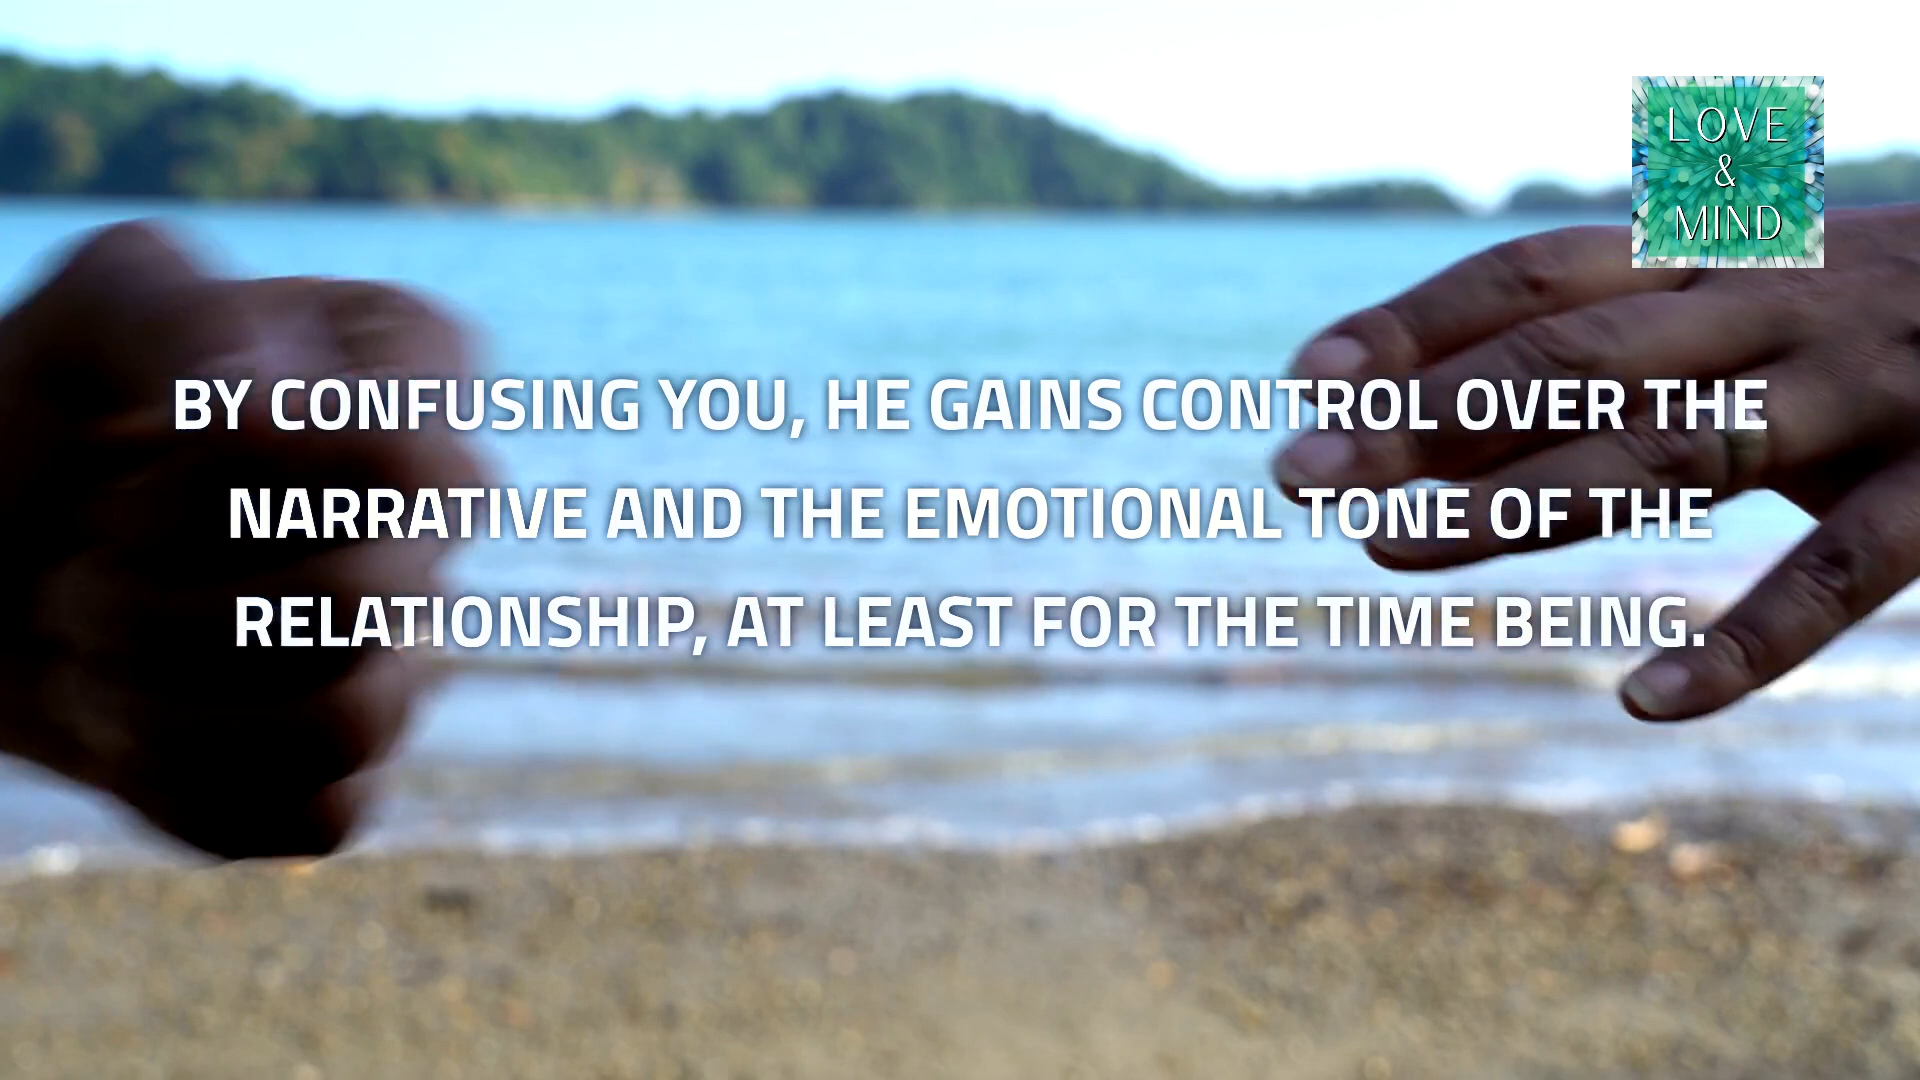 LOVE
&
MIND
BY CONFUSING YOU, HE GAINS CONTROL OVER THE
NARRATIVE AND THE EMOTIONAL TONE OF THE
RELATIONSHIP, AT LEAST FOR THE TIME BEING.